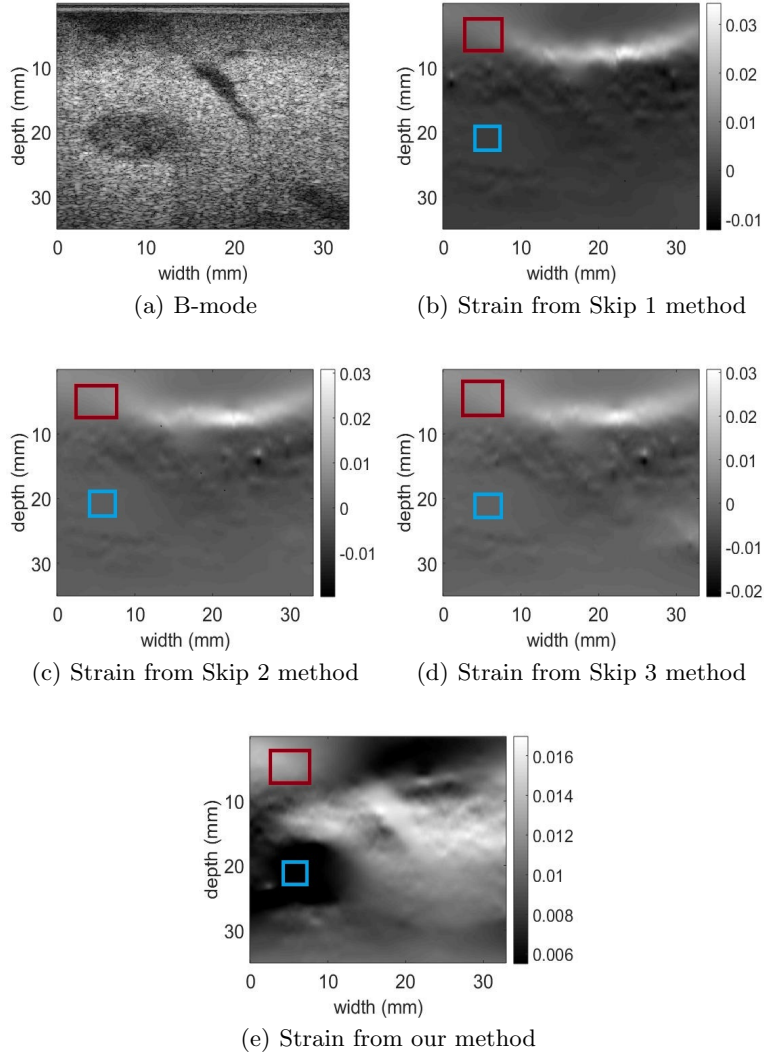 depth (mm)
10
20
30
0 10 20 30
width (mm)
(a) B-mode
depth (mm)
10
20
30
0 10 20 30
width (mm)
0.03
0.02
0.01
0
-0.01
(b) Strain from Skip 1 method
depth (mm)
10
20
30
0 10 20 30
width (mm)
0.03
0.02
0.01
0
-0.01
(c) Strain from Skip 2 method
depth (mm)
10
20
30
0 10 20 30
width (mm)
0.03
0.02
0.01
0
-0.01
-0.02
(d) Strain from Skip 3 method
depth (mm)
10
20
30
0 10 20 30
width (mm)
0.016
0.014
0.012
0.01
0.008
0.006
(e) Strain from our method